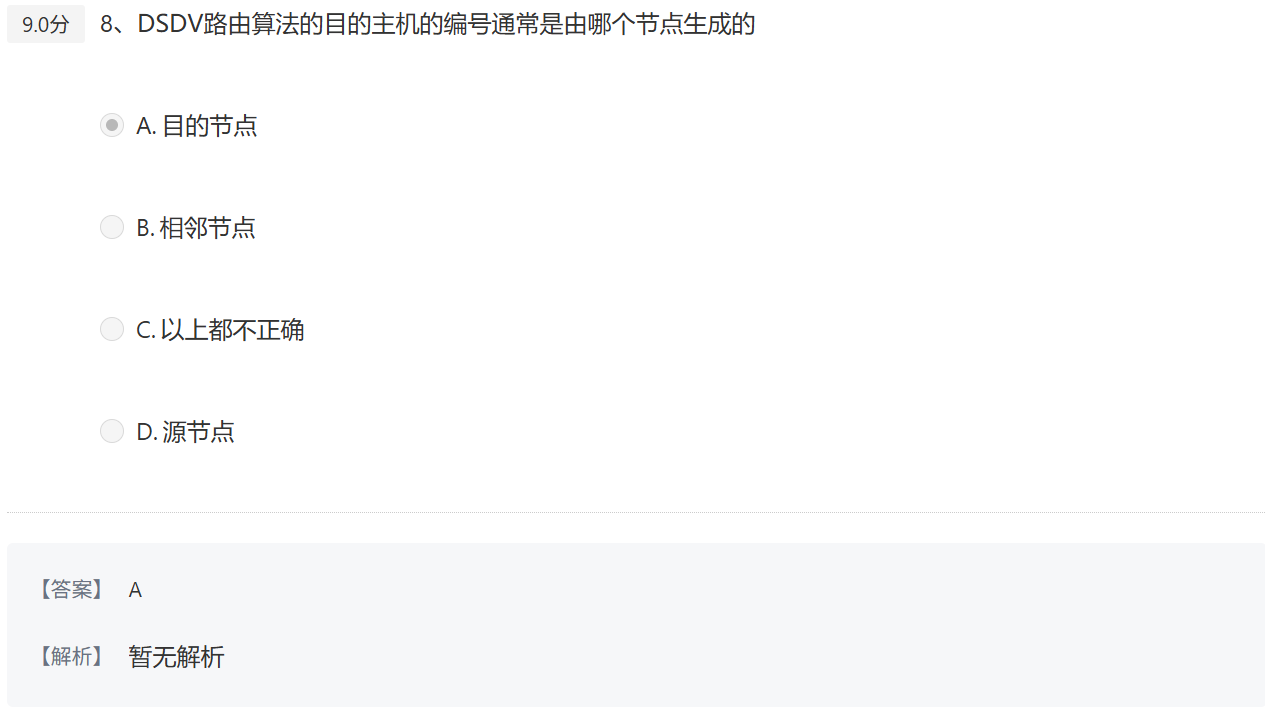 9.0分 8、DSDV路由算法的目的主机的编号通常是由哪个节点生成的
A. 目的节点
B. 相邻节点
C. 以上都不正确
D. 源节点
【答案】 A
【解析】 暂无解析